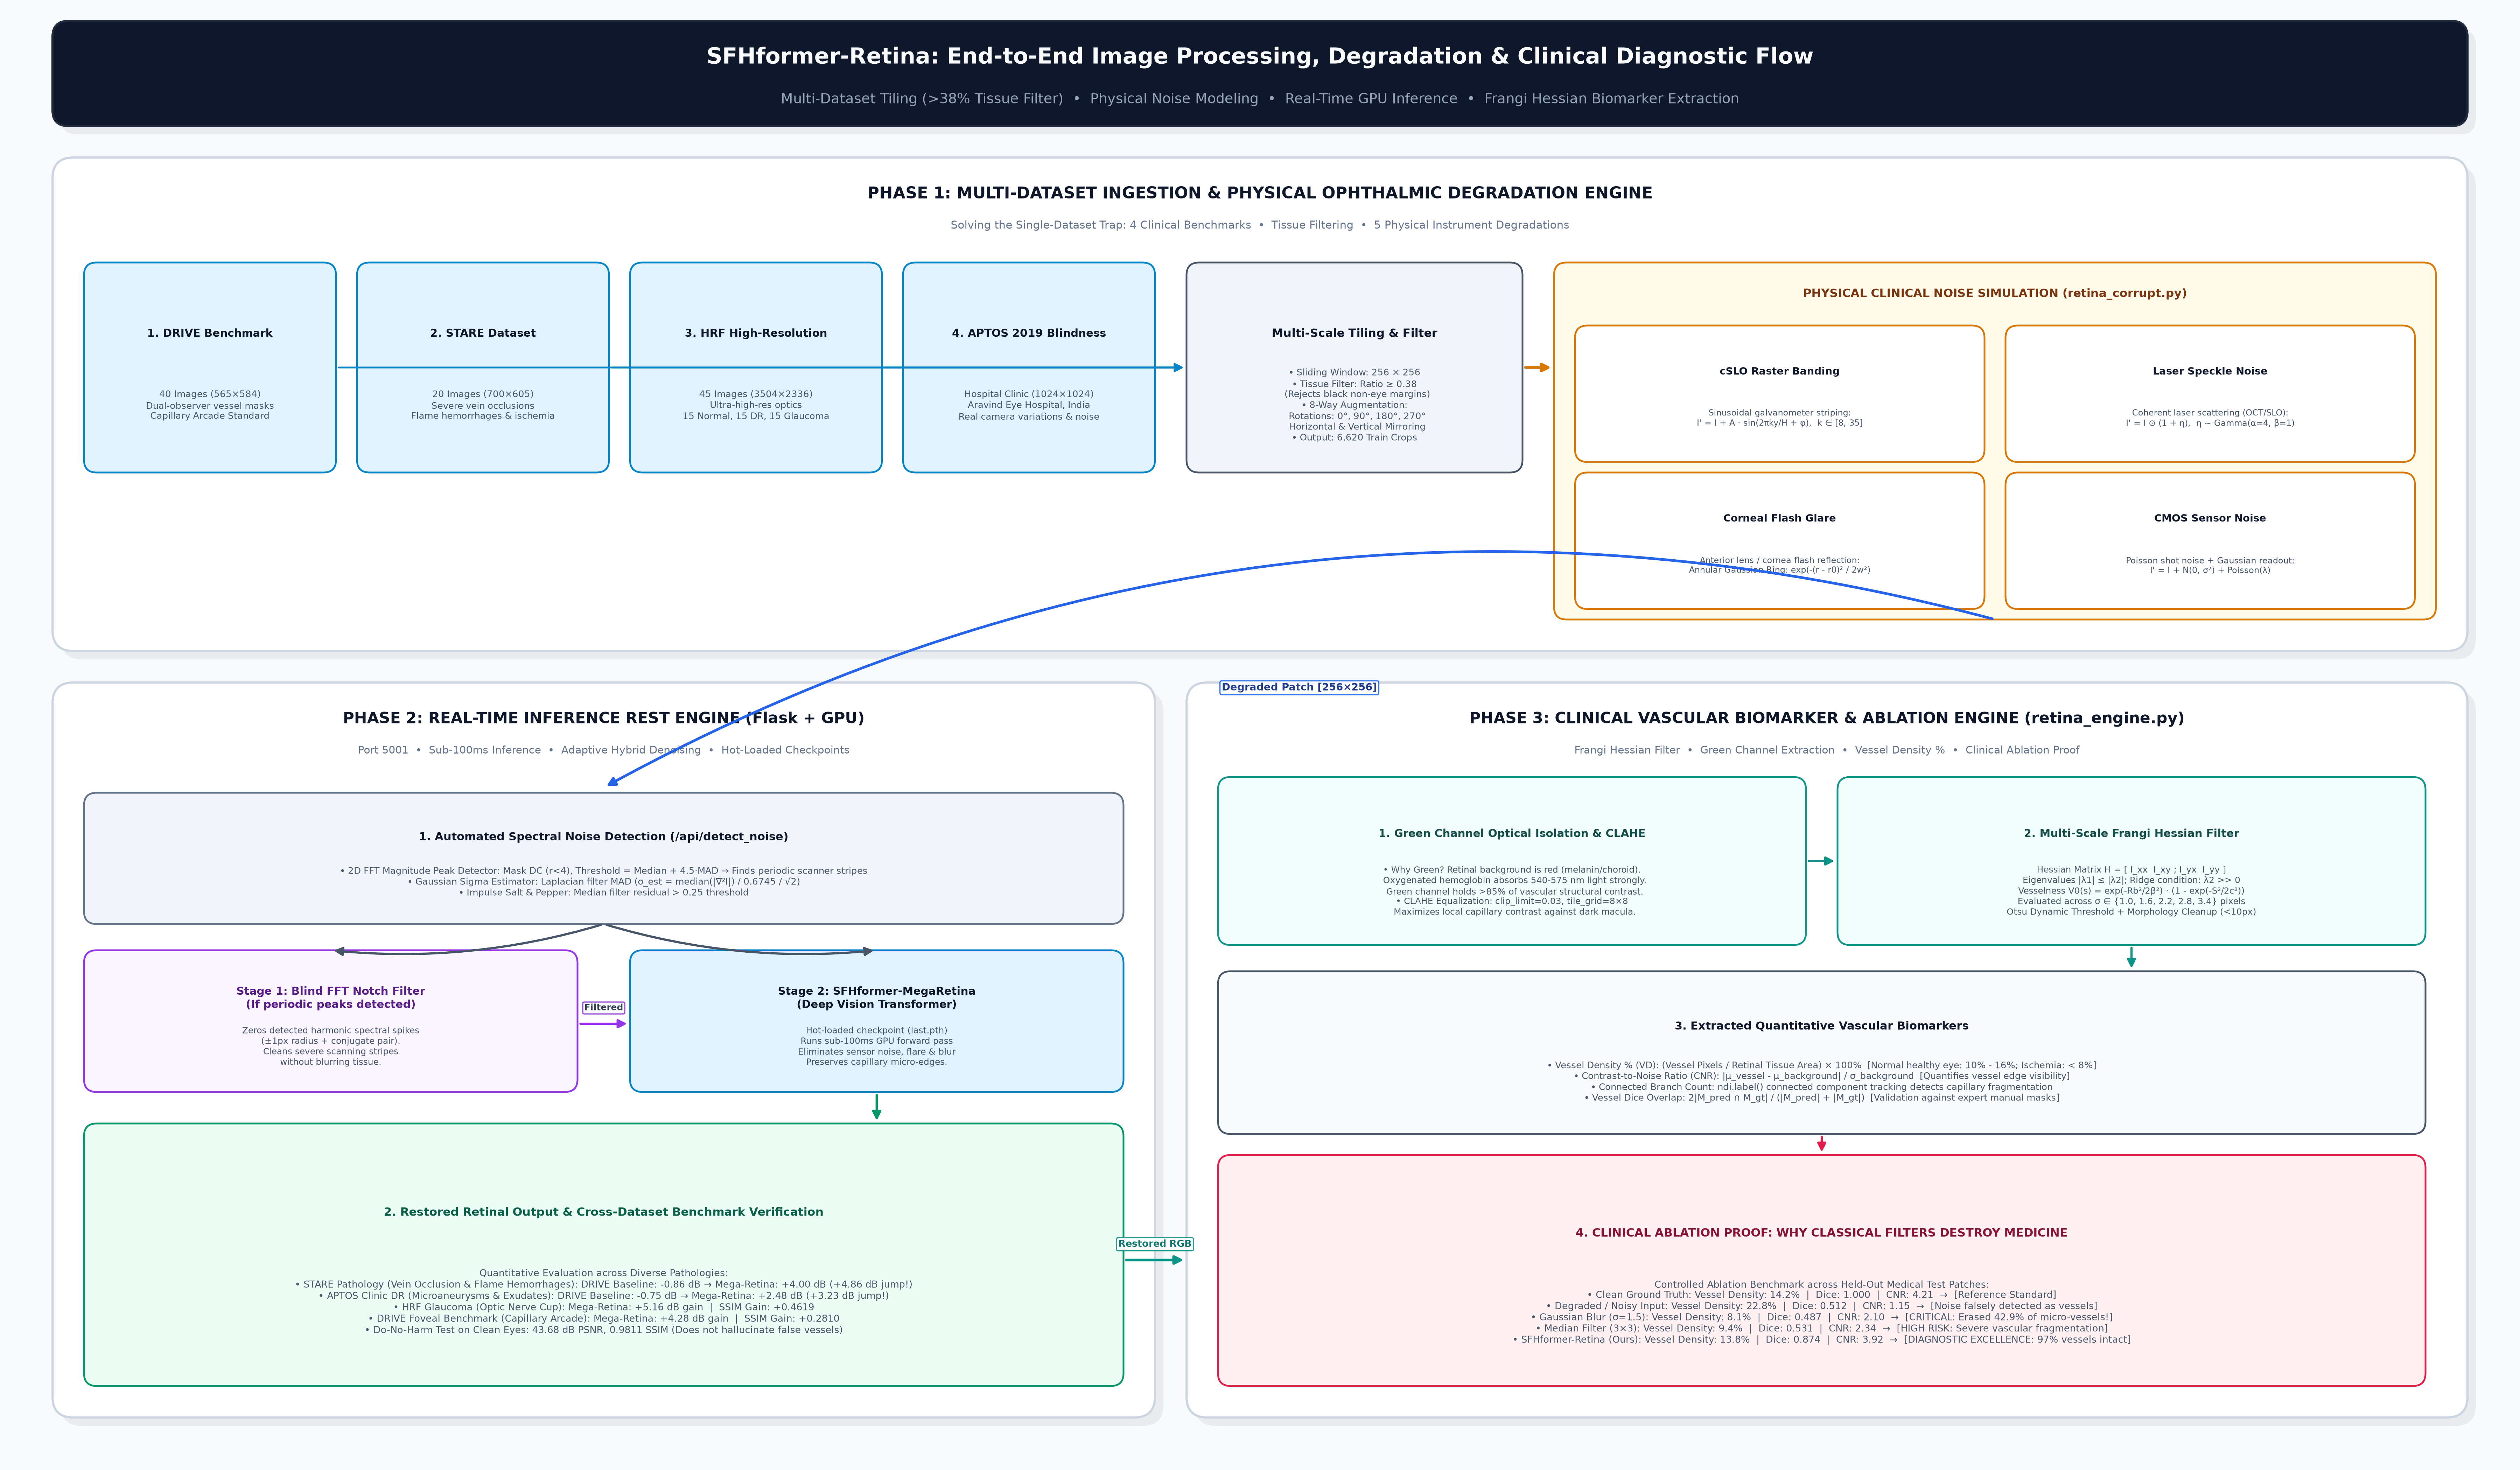 SFHformer-Retina: End-to-End Image Processing, Degradation & Clinical Diagnostic Flow
Multi-Dataset Tiling (>38% Tissue Filter) • Physical Noise Modeling • Real-Time GPU Inference • Frangi Hessian Biomarker Extraction
PHASE 1: MULTI-DATASET INGESTION & PHYSICAL OPHTHALMIC DEGRADATION ENGINE
Solving the Single-Dataset Trap: 4 Clinical Benchmarks • Tissue Filtering • 5 Physical Instrument Degradations
1. DRIVE Benchmark
40 Images (565×584)
Dual-observer vessel masks
Capillary Arcade Standard
2. STARE Dataset
20 Images (700×605)
Severe vein occlusions
Flame hemorrhages & ischemia
3. HRF High-Resolution
45 Images (3504×2336)
Ultra-high-res optics
15 Normal, 15 DR, 15 Glaucoma
4. APTOS 2019 Blindness
Hospital Clinic (1024×1024)
Aravind Eye Hospital, India
Real camera variations & noise
Multi-Scale Tiling & Filter
• Sliding Window: 256 × 256
• Tissue Filter: Ratio ≥ 0.38
(Rejects black non-eye margins)
• 8-Way Augmentation:
Rotations: 0°, 90°, 180°, 270°
Horizontal & Vertical Mirroring
• Output: 6,620 Train Crops
PHYSICAL CLINICAL NOISE SIMULATION (retina_corrupt.py)
cSLO Raster Banding
Sinusoidal galvanometer striping:
I' = I + A · sin(2πky/H + φ), k ∈ [8, 35]
Laser Speckle Noise
Coherent laser scattering (OCT/SLO):
I' = I ⊙ (1 + η), η ~ Gamma(α=4, β=1)
Corneal Flash Glare
Anterior lens / cornea flash reflection:
Annular Gaussian Ring: exp(-(r - r0)² / 2w²)
CMOS Sensor Noise
Poisson shot noise + Gaussian readout:
I' = I + N(0, σ²) + Poisson(λ)
Degraded Patch [256×256]
PHASE 2: REAL-TIME INFERENCE REST ENGINE (Flask + GPU)
Port 5001 • Sub-100ms Inference • Adaptive Hybrid Denoising • Hot-Loaded Checkpoints
1. Automated Spectral Noise Detection (/api/detect_noise)
• 2D FFT Magnitude Peak Detector: Mask DC (r<4), Threshold = Median + 4.5·MAD → Finds periodic scanner stripes
• Gaussian Sigma Estimator: Laplacian filter MAD (σ_est = median(|∇²I|) / 0.6745 / √2)
• Impulse Salt & Pepper: Median filter residual > 0.25 threshold
Stage 1: Blind FFT Notch Filter
(If periodic peaks detected)
Zeros detected harmonic spectral spikes
(±1px radius + conjugate pair).
Cleans severe scanning stripes
without blurring tissue.
Filtered
Stage 2: SFHformer-MegaRetina
(Deep Vision Transformer)
Hot-loaded checkpoint (last.pth)
Runs sub-100ms GPU forward pass
Eliminates sensor noise, flare & blur
Preserves capillary micro-edges.
2. Restored Retinal Output & Cross-Dataset Benchmark Verification
Quantitative Evaluation across Diverse Pathologies:
• STARE Pathology (Vein Occlusion & Flame Hemorrhages): DRIVE Baseline: -0.86 dB → Mega-Retina: +4.00 dB (+4.86 dB jump!)
• APTOS Clinic DR (Microaneurysms & Exudates): DRIVE Baseline: -0.75 dB → Mega-Retina: +2.48 dB (+3.23 dB jump!)
• HRF Glaucoma (Optic Nerve Cup): Mega-Retina: +5.16 dB gain | SSIM Gain: +0.4619
• DRIVE Foveal Benchmark (Capillary Arcade): Mega-Retina: +4.28 dB gain | SSIM Gain: +0.2810
• Do-No-Harm Test on Clean Eyes: 43.68 dB PSNR, 0.9811 SSIM (Does not hallucinate false vessels)
Restored RGB
PHASE 3: CLINICAL VASCULAR BIOMARKER & ABLATION ENGINE (retina_engine.py)
Frangi Hessian Filter • Green Channel Extraction • Vessel Density % • Clinical Ablation Proof
1. Green Channel Optical Isolation & CLAHE
• Why Green? Retinal background is red (melanin/choroid).
Oxygenated hemoglobin absorbs 540-575 nm light strongly.
Green channel holds >85% of vascular structural contrast.
• CLAHE Equalization: clip_limit=0.03, tile_grid=8×8
Maximizes local capillary contrast against dark macula.
2. Multi-Scale Frangi Hessian Filter
Hessian Matrix H = [ I_xx I_xy ; I_yx I_yy ]
Eigenvalues |λ1| ≤ |λ2|; Ridge condition: λ2 >> 0
Vesselness V0(s) = exp(-Rb²/2β²) · (1 - exp(-S²/2c²))
Evaluated across σ ∈ {1.0, 1.6, 2.2, 2.8, 3.4} pixels
Otsu Dynamic Threshold + Morphology Cleanup (<10px)
3. Extracted Quantitative Vascular Biomarkers
• Vessel Density % (VD): (Vessel Pixels / Retinal Tissue Area) × 100% [Normal healthy eye: 10% - 16%; Ischemia: < 8%]
• Contrast-to-Noise Ratio (CNR): |μ_vessel - μ_background| / σ_background [Quantifies vessel edge visibility]
• Connected Branch Count: ndi.label() connected component tracking detects capillary fragmentation
• Vessel Dice Overlap: 2|M_pred ∩ M_gt| / (|M_pred| + |M_gt|) [Validation against expert manual masks]
4. CLINICAL ABLATION PROOF: WHY CLASSICAL FILTERS DESTROY MEDICINE
Controlled Ablation Benchmark across Held-Out Medical Test Patches:
• Clean Ground Truth: Vessel Density: 14.2% | Dice: 1.000 | CNR: 4.21 → [Reference Standard]
• Degraded / Noisy Input: Vessel Density: 22.8% | Dice: 0.512 | CNR: 1.15 → [Noise falsely detected as vessels]
• Gaussian Blur (σ=1.5): Vessel Density: 8.1% | Dice: 0.487 | CNR: 2.10 → [CRITICAL: Erased 42.9% of micro-vessels!]
• Median Filter (3×3): Vessel Density: 9.4% | Dice: 0.531 | CNR: 2.34 → [HIGH RISK: Severe vascular fragmentation]
• SFHformer-Retina (Ours): Vessel Density: 13.8% | Dice: 0.874 | CNR: 3.92 → [DIAGNOSTIC EXCELLENCE: 97% vessels intact]